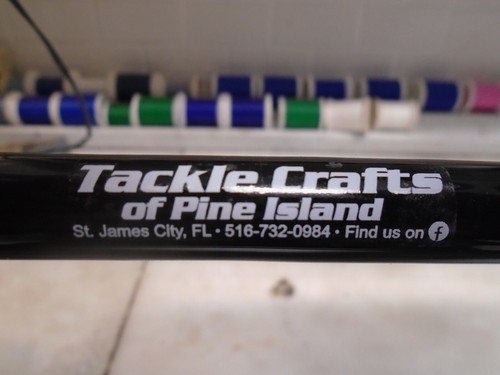 Tackle Crafts
of Pine Island
St. James City, FL • 516-732-0984 • Find us on f